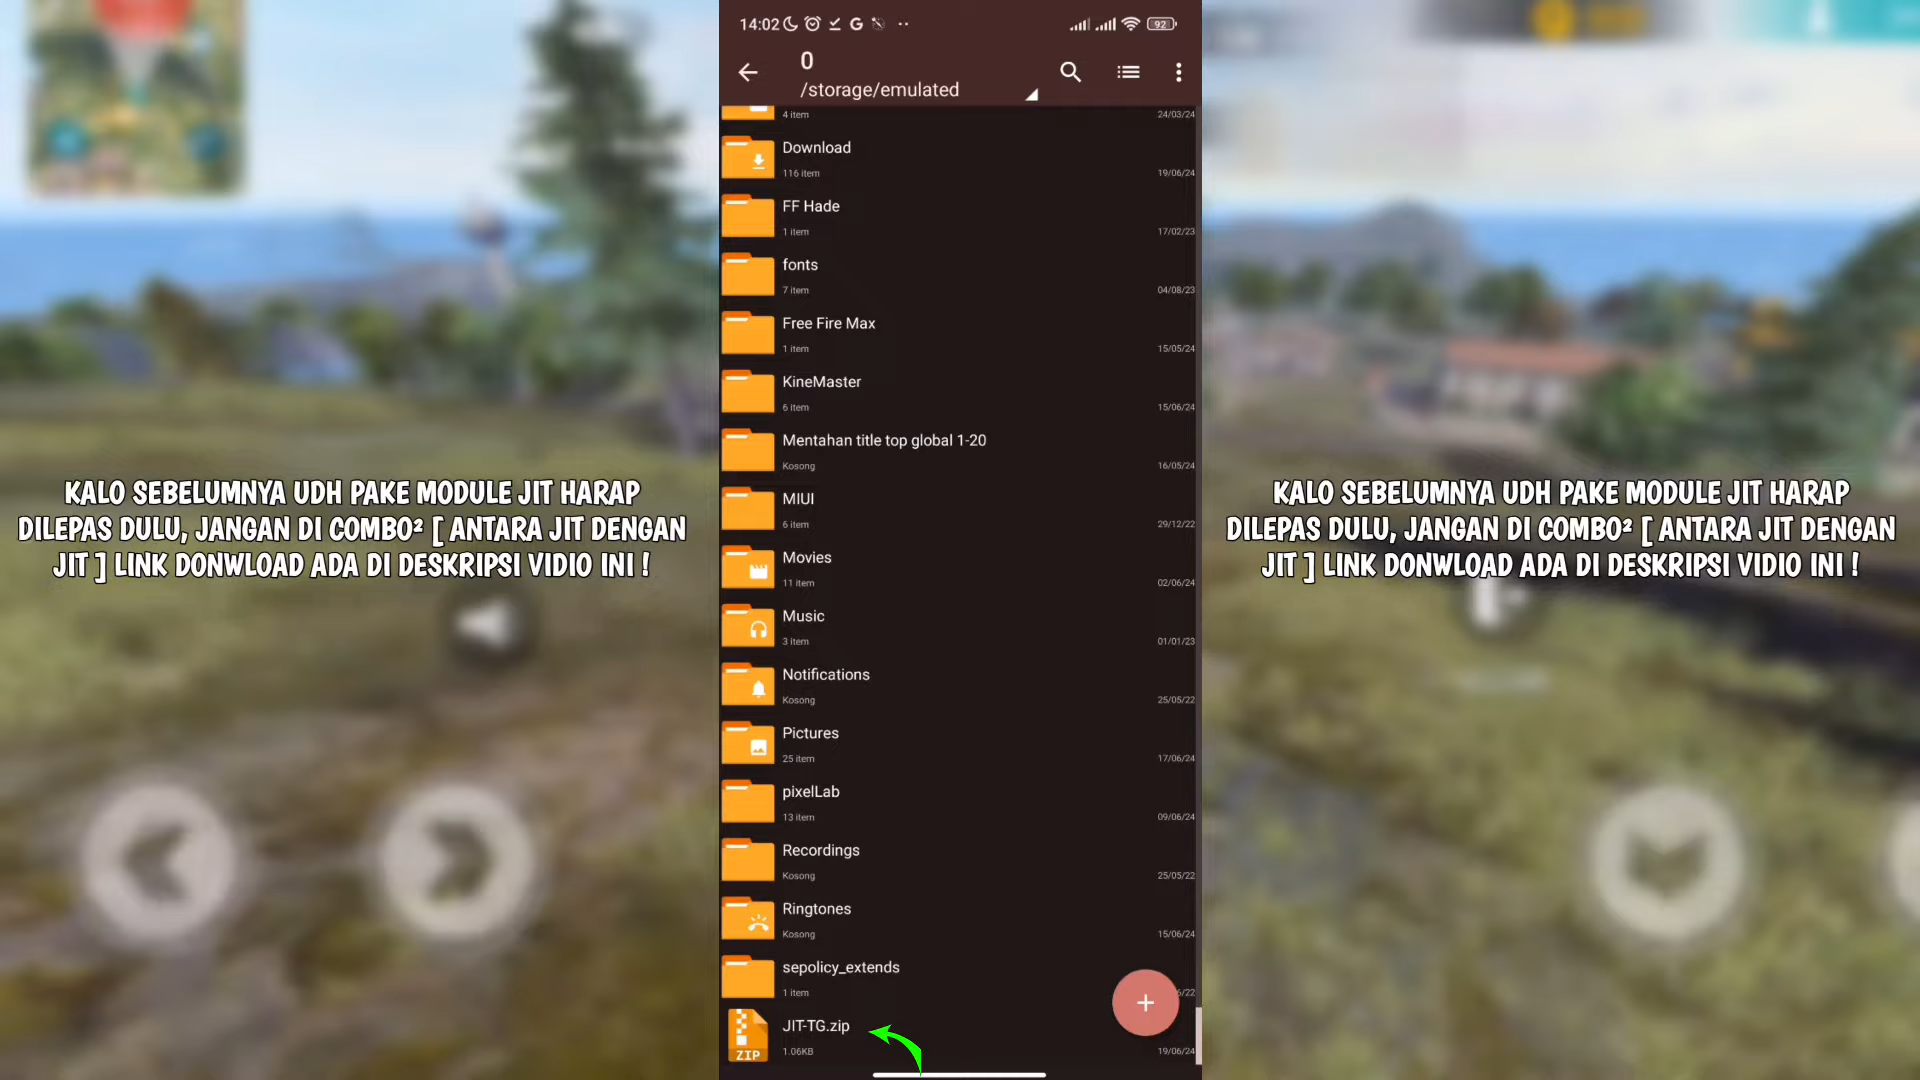 KALO SEBELUMNYA UDH PAKE MODULE JIT HARAP
DILEPAS DULU, JANGAN DI COMBO² [ ANTARA JIT DENGAN
JIT ] LINK DONWLOAD ADA DI DESKRIPSI VIDIO INI !
14:02
92
0
/storage/emulated
4 item
24/03/24
Download
116 item
19/06/24
FF Hade
1 item
17/02/23
fonts
7 item
04/08/23
Free Fire Max
1 item
15/05/24
KineMaster
6 item
15/06/24
Mentahan title top global 1-20
Kosong
16/05/24
MIUI
6 item
29/12/22
Movies
11 item
02/06/24
Music
3 item
01/01/23
Notifications
Kosong
25/05/22
Pictures
25 item
17/06/24
pixelLab
13 item
09/06/24
Recordings
Kosong
25/05/22
Ringtones
Kosong
15/06/24
sepolicy_extends
1 item
ZIP
JIT-TG.zip
1.06KB
19/06/24
KALO SEBELUMNYA UDH PAKE MODULE JIT HARAP
DILEPAS DULU, JANGAN DI COMBO² [ ANTARA JIT DENGAN
JIT ] LINK DONWLOAD ADA DI DESKRIPSI VIDIO INI !